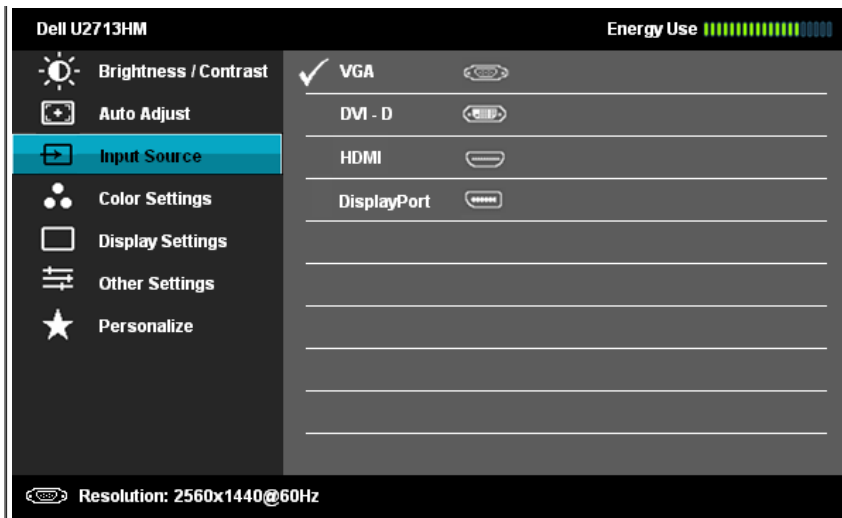 Dell U2713HM
Energy Use
Brightness / Contrast
Auto Adjust
Input Source
Color Settings
Display Settings
Other Settings
Personalize
VGA
DVI - D
HDMI
DisplayPort
Resolution: 2560x1440@60Hz